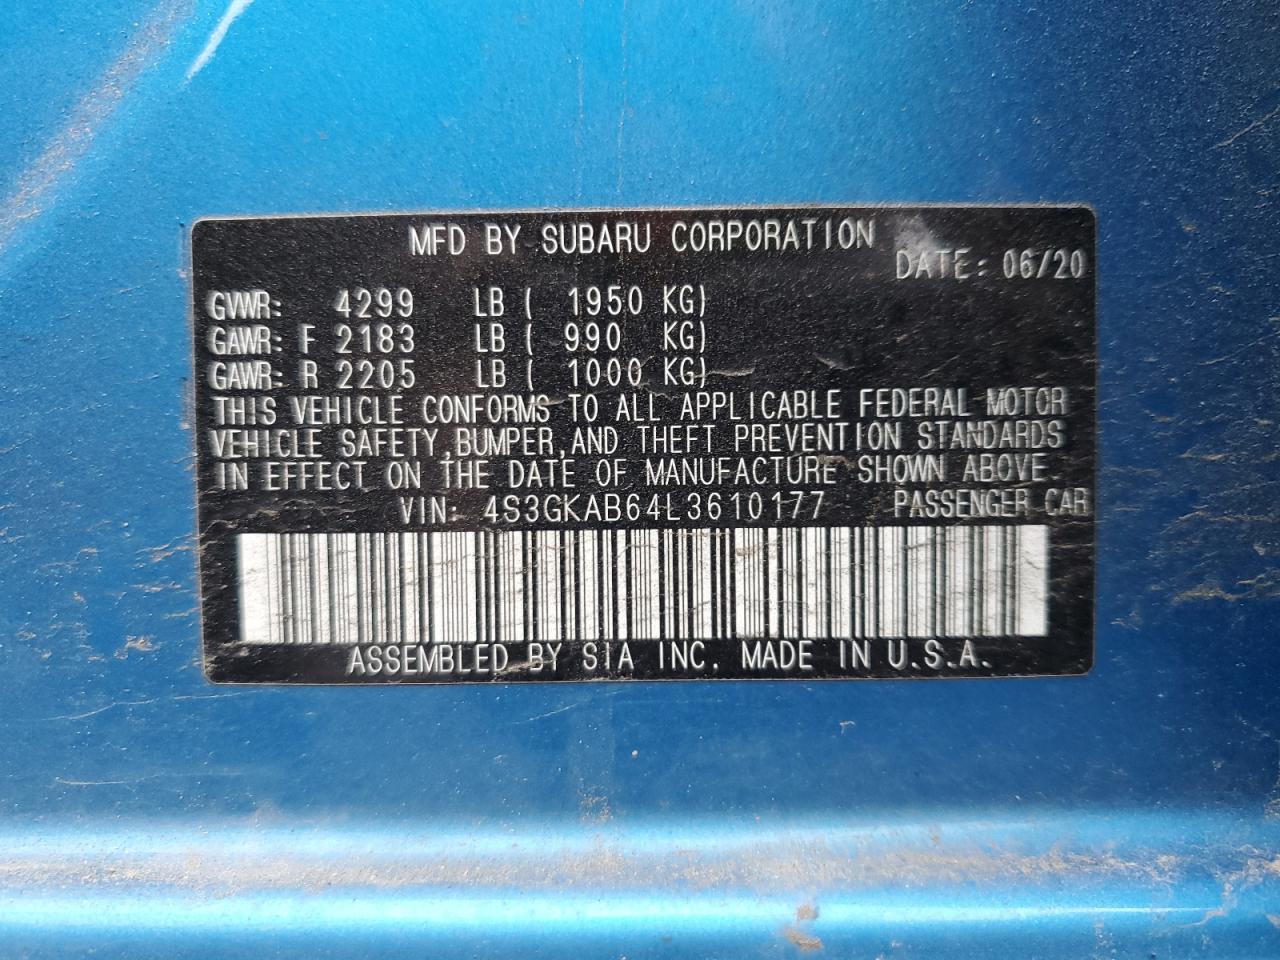 MFD BY SUBARU CORPORATION
DATE: 06/20
GVWR: 4299 LB ( 1950 KG)
GAWR: F 2183 LB ( 990 KG)
GAWR: R 2205 LB ( 1000 KG)
THIS VEHICLE CONFORMS TO ALL APPLICABLE FEDERAL MOTOR
VEHICLE SAFETY,BUMPER,AND THEFT PREVENTION STANDARDS
IN EFFECT ON THE DATE OF MANUFACTURE SHOWN ABOVE.
VIN: 4S3GKAB64L3610177 PASSENGER CAR
ASSEMBLED BY SIA INC. MADE IN U.S.A.